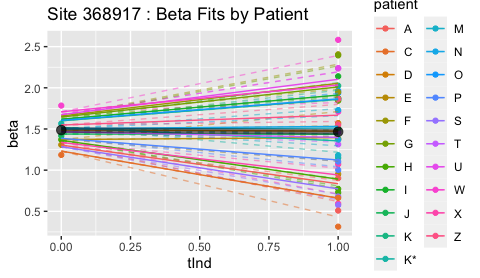 Site 368917 : Beta Fits by Patient
beta
2.5
2.0
1.5
1.0
0.5
0.00
0.25
0.50
0.75
1.00
tInd
patient
A
C
D
E
F
G
H
I
J
K
K*
M
N
O
P
S
T
U
W
X
Z